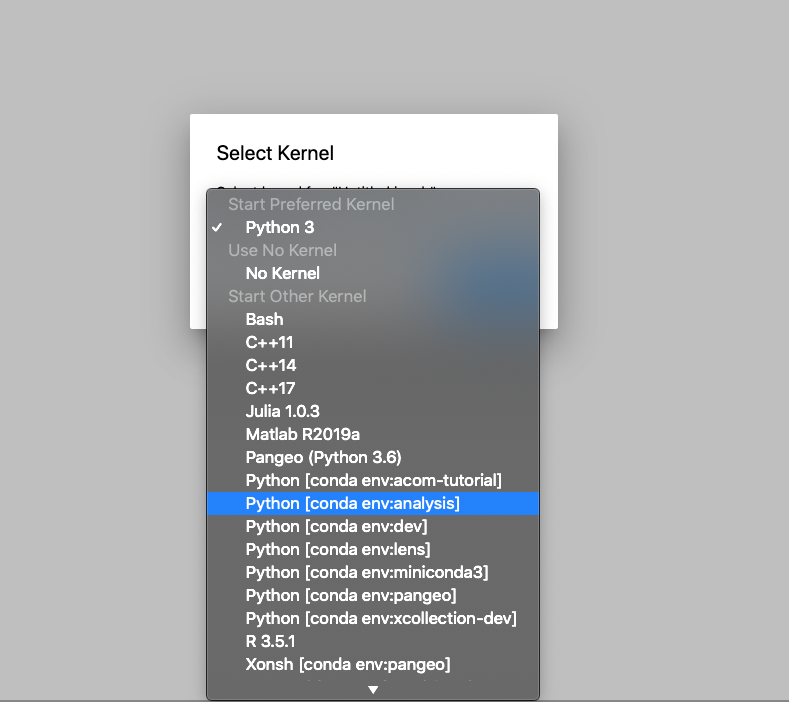 Select Kernel
Start Preferred Kernel
✓ Python 3
Use No Kernel
No Kernel
Start Other Kernel
Bash
C++11
C++14
C++17
Julia 1.0.3
Matlab R2019a
Pangeo (Python 3.6)
Python [conda env:acom-tutorial]
Python [conda env:analysis]
Python [conda env:dev]
Python [conda env:lens]
Python [conda env:miniconda3]
Python [conda env:pangeo]
Python [conda env:xcollection-dev]
R 3.5.1
Xonsh [conda env:pangeo]